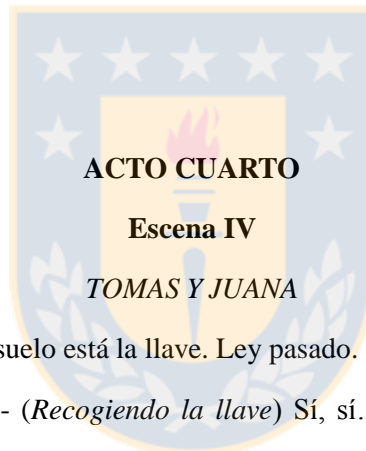 ACTO CUARTO
Escena IV
TOMAS Y JUANA
suelo está la llave. Ley pasado.
- (Recogiendo la llave) Sí, sí.